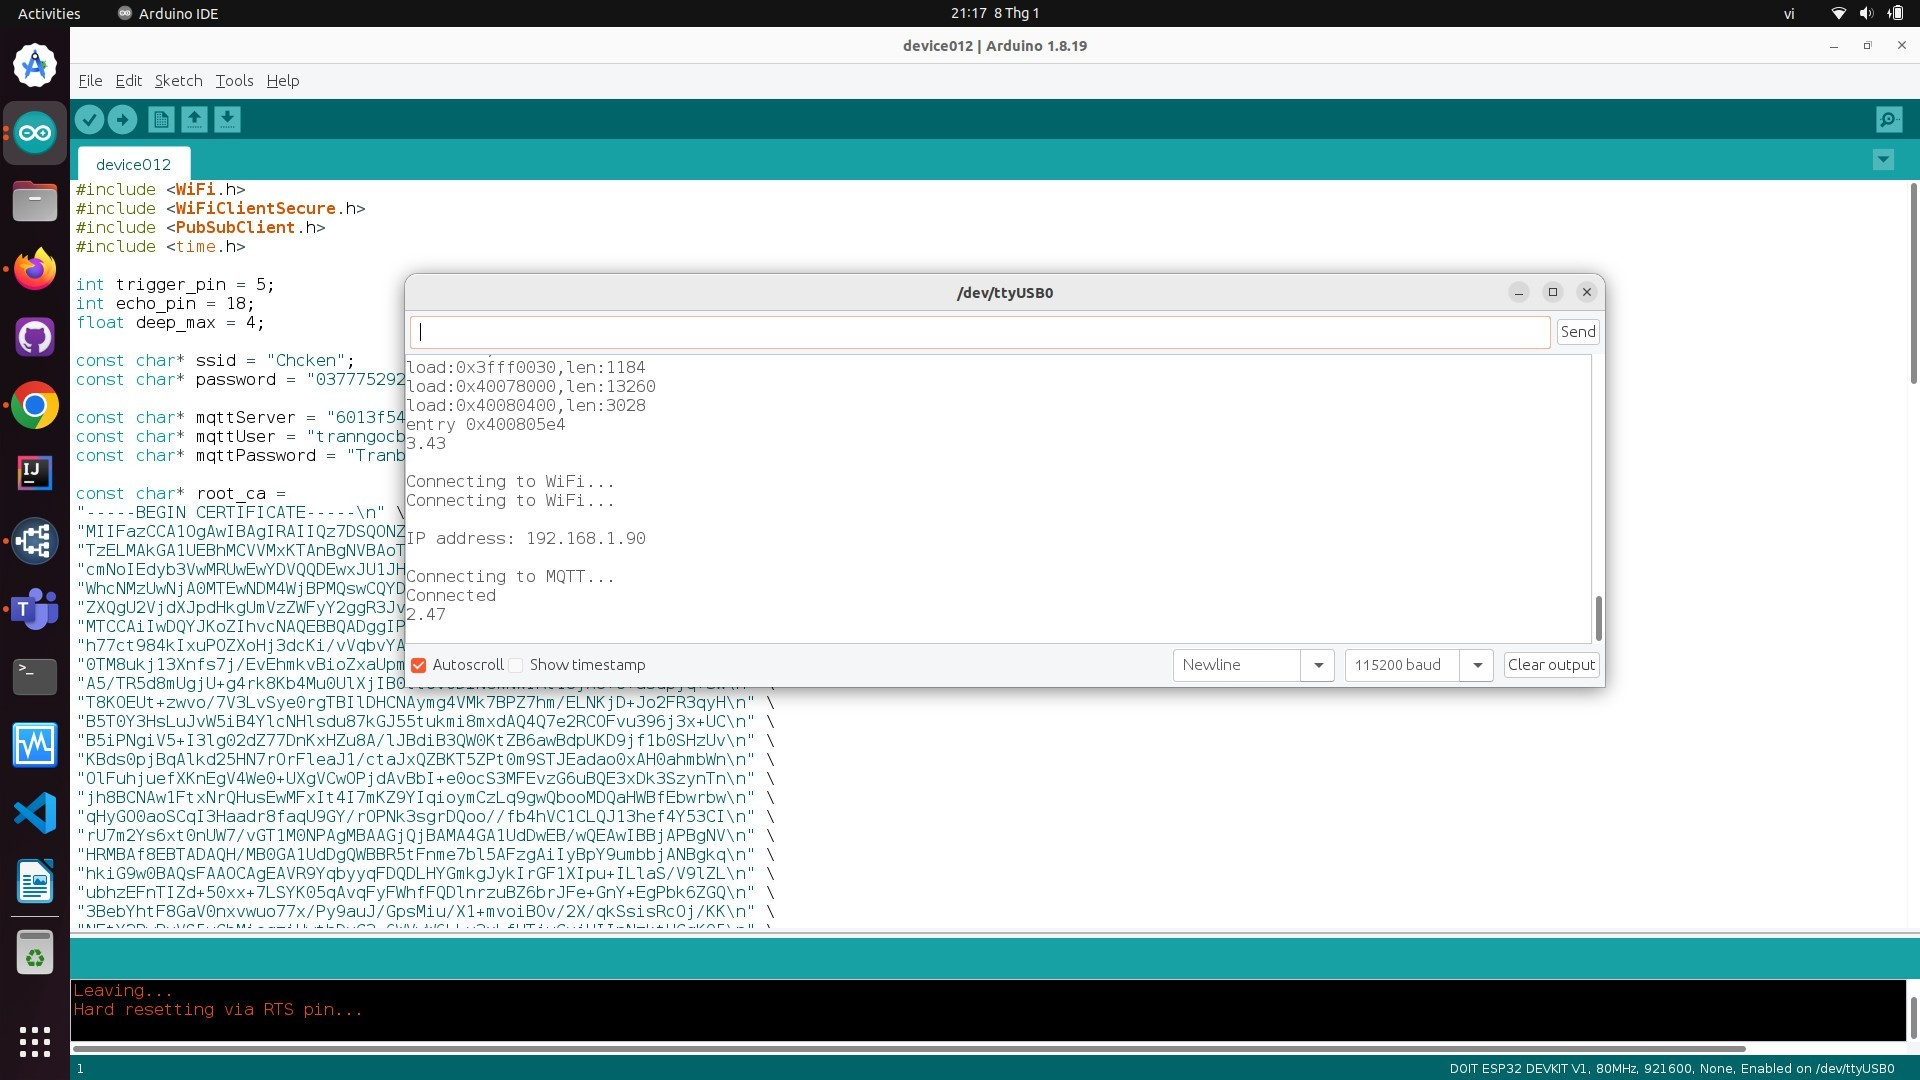 Activities
Arduino IDE
21:17 8 Thg 1
vi
device012 | Arduino 1.8.19
File Edit Sketch Tools Help
device012
#include <WiFi.h>
#include <WiFiClientSecure.h>
#include <PubSubClient.h>
#include <time.h>
int trigger_pin = 5;
int echo_pin = 18;
float deep_max = 4;
const char* ssid = "Chcken";
const char* password = "037775292
const char* mqttServer = "6013f54
const char* mqttUser = "tranngocb
const char* mqttPassword = "Tranb
const char* root_ca =
"-----BEGIN CERTIFICATE-----\n" \
"MIIFazCCA1OgAwIBAgIRAIIQz7DSQONZ
"TzELMAkGA1UEBhMCVVMxKTAnBgNVBAoT
"cmNoIEdyb3VwMRUwEwYDVQQDEwxJU1JH
"WhcNMzUwNjA0MTEwNDM4WjBPMQswCQYD
"ZXQgU2VjdXJpdHkgUmVzZWFyY2ggR3Jv
"MTCCAiIwDQYJKoZIhvcNAQEBBQADggIP
"h77ct984kIxuPOZXoHj3dcKi/vVqbvYA
"0TM8ukj13Xnfs7j/EvEhmkvBioZxaUpm
"A5/TR5d8mUgjU+g4rk8Kb4Mu0UlXjIB0
"T8KOEUt+zwvo/7V3LvSye0rgTBIlDHCNAymg4VMk7BPZ7hm/ELNKjD+Jo2FR3qyH\n" \
"B5T0Y3HsLuJvW5iB4YlcNHlsdu87kGJ55tukmi8mxdAQ4Q7e2RCOFvu396j3x+UC\n" \
"B5iPNgiV5+I3lg02dZ77DnKxHZu8A/lJBdiB3QW0KtZB6awBdpUKD9jf1b0SHzUv\n" \
"KBds0pjBqAlkd25HN7rOrFleaJ1/ctaJxQZBKT5ZPt0m9STJEadao0xAH0ahmbWn\n" \
"OlFuhjuefXKnEgV4We0+UXgVCwOPjdAvBbI+e0ocS3MFEvzG6uBQE3xDk3SzynTn\n" \
"jh8BCNAw1FtxNrQHusEwMFxIt4I7mKZ9YIqioymCzLq9gwQbooMDQaHWBfEbwrbw\n" \
"qHyGO0aoSCqI3Haadr8faqU9GY/rOPNk3sgrDQoo//fb4hVC1CLQJ13hef4Y53CI\n" \
"rU7m2Ys6xt0nUW7/vGT1M0NPAgMBAAGjQjBAMA4GA1UdDwEB/wQEAwIBBjAPBgNV\n" \
"HRMBAf8EBTADAQH/MB0GA1UdDgQWBBR5tFnme7bl5AFzgAiIyBpY9umbbjANBgkq\n" \
"hkiG9w0BAQsFAAOCAgEAVR9YqbyyqFDQDLHYGmkgJykIrGF1XIpu+ILlaS/V9lZL\n" \
"ubhzEFnTIZd+50xx+7LSYK05qAvqFyFWhfFQDlnrzuBZ6brJFe+GnY+EgPbk6ZGQ\n" \
"3BebYhtF8GaV0nxvwuo77x/Py9auJ/GpsMiu/X1+mvoiBOv/2X/qkSsisRcOj/KK\n" \
/dev/ttyUSB0
Send
load:0x3fff0030,len:1184
load:0x40078000,len:13260
load:0x40080400,len:3028
entry 0x400805e4
3.43
Connecting to WiFi...
Connecting to WiFi...
IP address: 192.168.1.90
Connecting to MQTT...
Connected
2.47
Autoscroll
Show timestamp
Newline
115200 baud
Clear output
Leaving...
Hard resetting via RTS pin...
1
DOIT ESP32 DEVKIT V1, 80MHz, 921600, None, Enabled on /dev/ttyUSB0